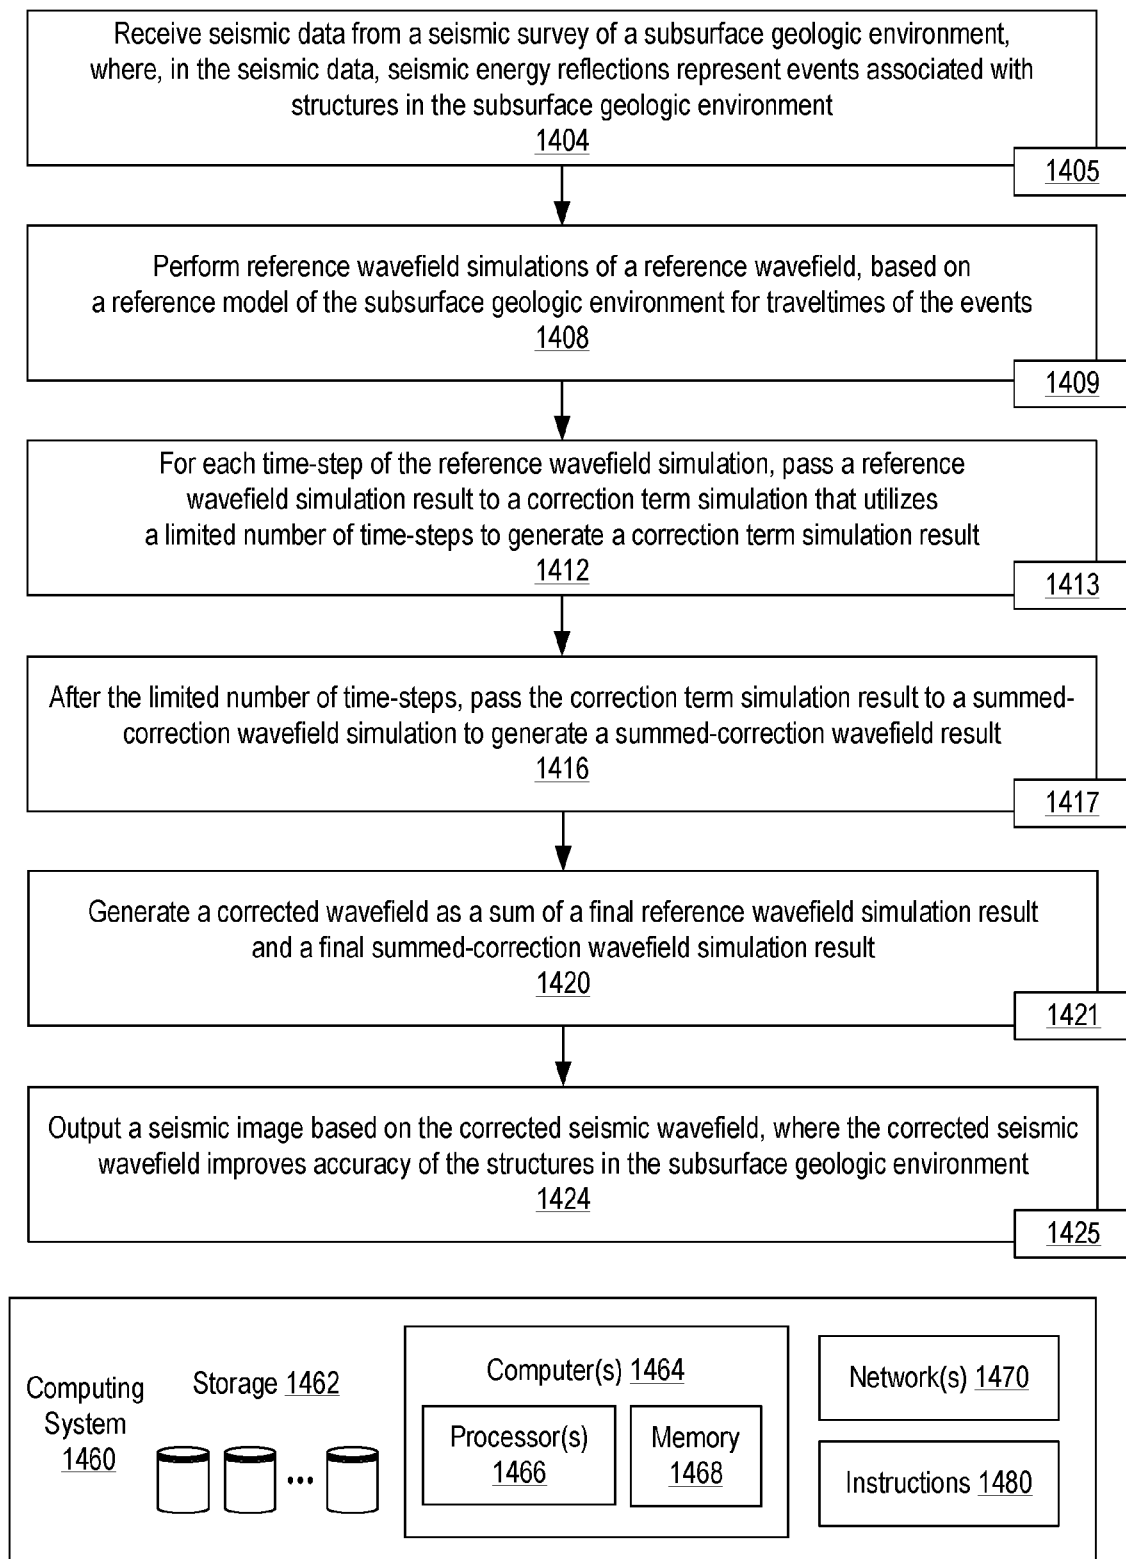 Receive seismic data from a seismic survey of a subsurface geologic environment,
where, in the seismic data, seismic energy reflections represent events associated with
structures in the subsurface geologic environment
1404
1405
Perform reference wavefield simulations of a reference wavefield, based on
a reference model of the subsurface geologic environment for traveltimes of the events
1408
1409
For each time-step of the reference wavefield simulation, pass a reference
wavefield simulation result to a correction term simulation that utilizes
a limited number of time-steps to generate a correction term simulation result
1412
1413
After the limited number of time-steps, pass the correction term simulation result to a summed-
correction wavefield simulation to generate a summed-correction wavefield result
1416
1417
Generate a corrected wavefield as a sum of a final reference wavefield simulation result
and a final summed-correction wavefield simulation result
1420
1421
Output a seismic image based on the corrected seismic wavefield, where the corrected seismic
wavefield improves accuracy of the structures in the subsurface geologic environment
1424
1425
Computing
System
1460
Storage 1462
Computer(s) 1464
Processor(s)
1466
Memory
1468
Network(s) 1470
Instructions 1480